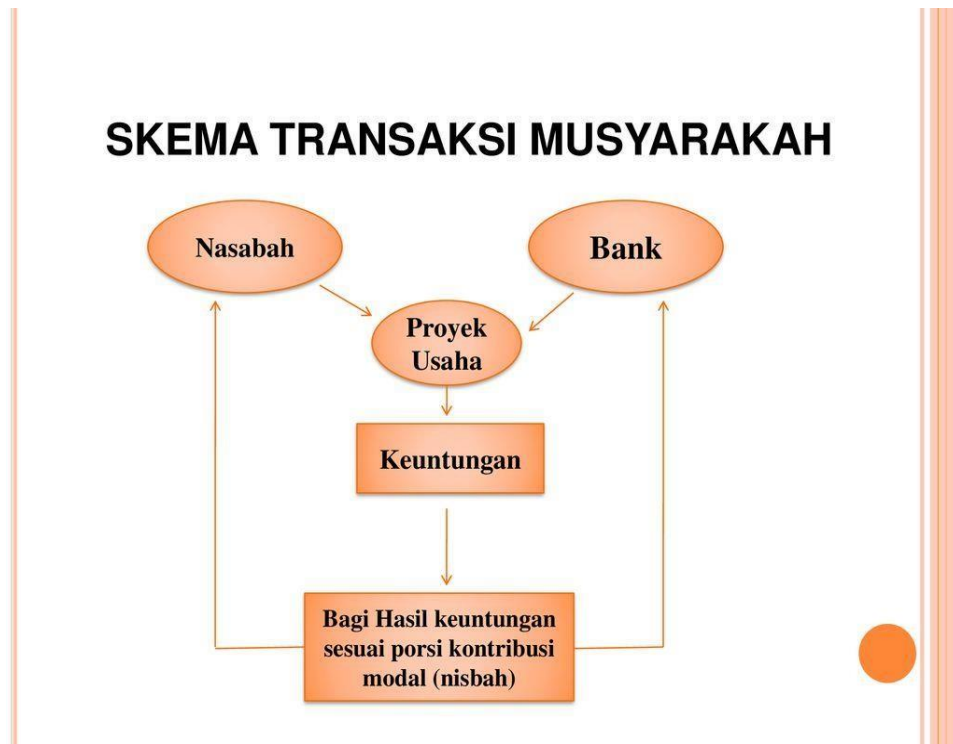 SKEMA TRANSAKSI MUSYARAKAH
Nasabah
Bank
Proyek
Usaha
Keuntungan
Bagi Hasil keuntungan
sesuai porsi kontribusi
modal (nisbah)